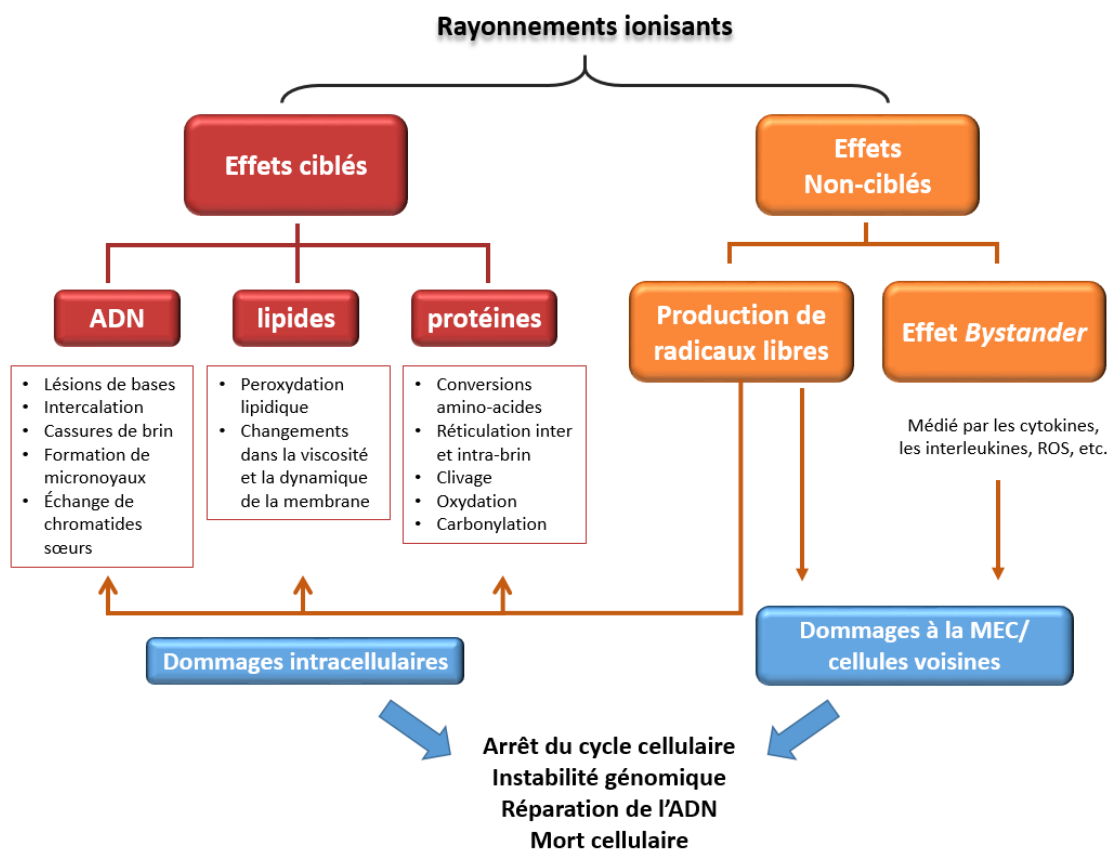 Rayonnements ionisants
Effets ciblés
Effets
Non-ciblés
ADN
lipides
protéines
Production de
radicaux libres
Effet Bystander
• Lésions de bases
• Intercalation
• Cassures de brin
• Formation de
micronoyaux
• Échange de
chromatides
sœurs
• Peroxydation
lipidique
• Changements
dans la viscosité
et la dynamique
de la membrane
• Conversions
amino-acides
• Réticulation inter
et intra-brin
• Clivage
• Oxydation
• Carbonylation
Médié par les cytokines,
les interleukines, ROS, etc.
Dommages intracellulaires
Dommages à la MEC/
cellules voisines
Arrêt du cycle cellulaire
Instabilité génomique
Réparation de l’ADN
Mort cellulaire